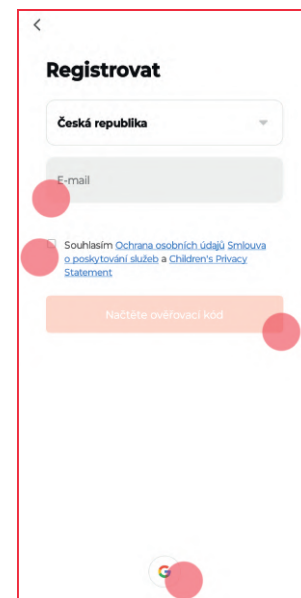 Registrovat
Česká republika
E-mail
Souhlasím Ochrana osobních údajů Smlouva
o poskytování služeb a Children's Privacy
Statement
Načtěte ověřovací kód
G